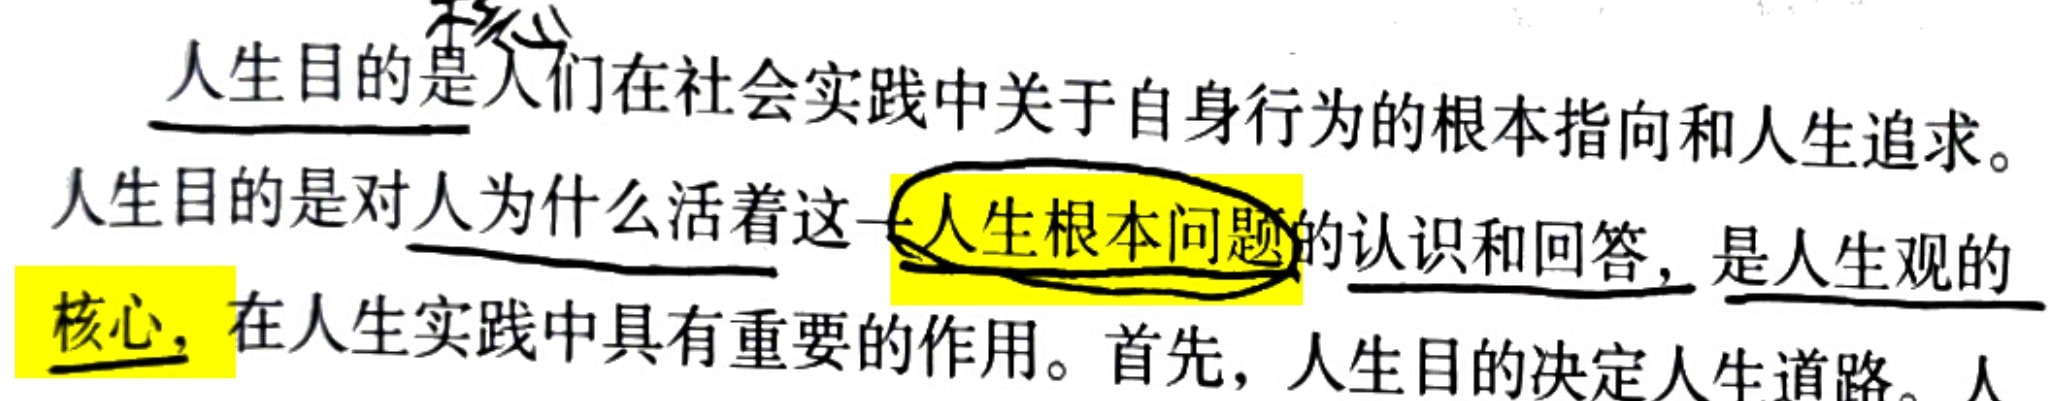 核心
人生目的是人们在社会实践中关于自身行为的根本指向和人生追求。
人生目的是对人为什么活着这一人生根本问题的认识和回答，是人生观的
核心，在人生实践中具有重要的作用。首先，人生目的决定人生道路。人